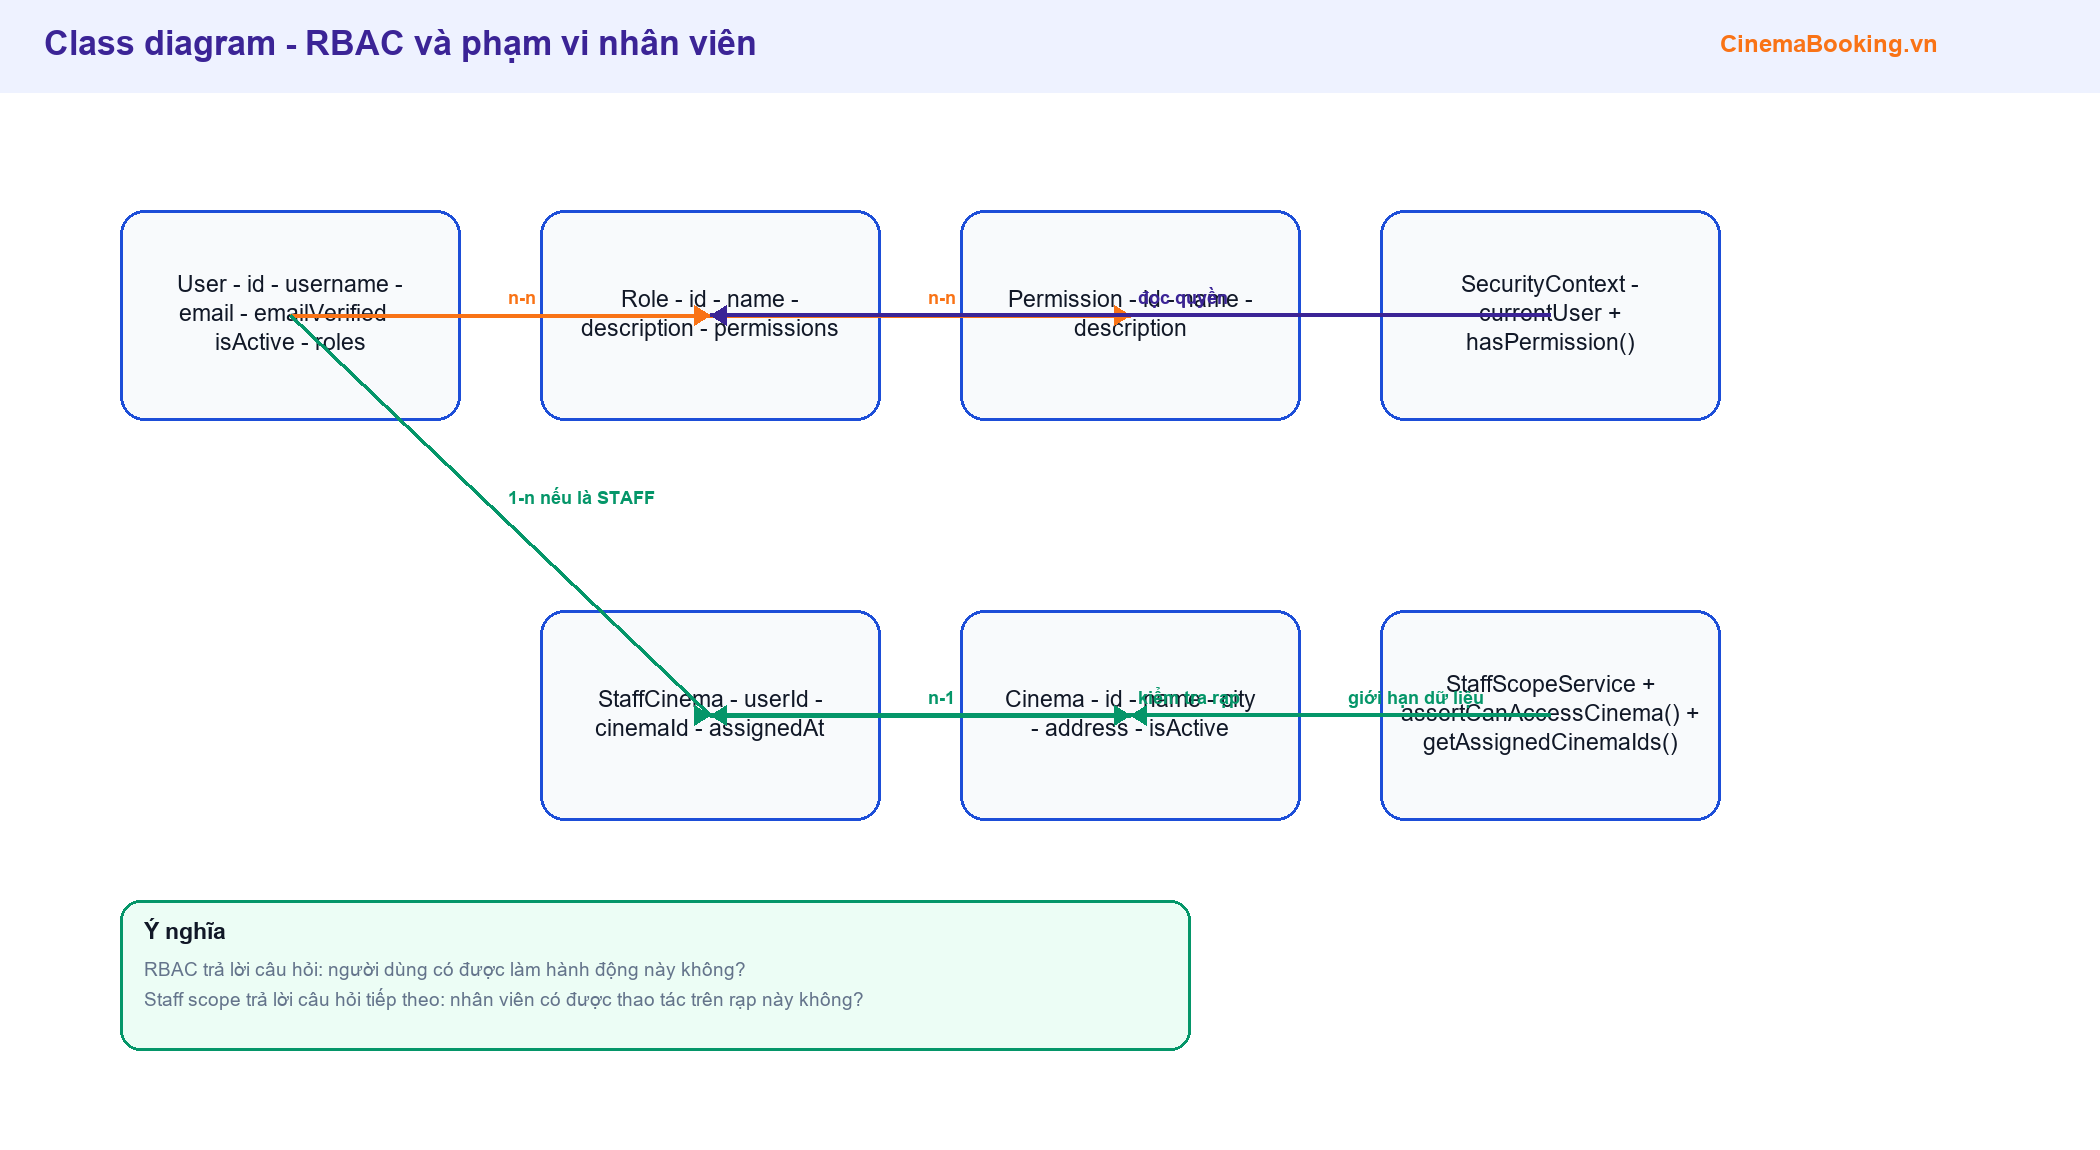 Class diagram - RBAC và phạm vi nhân viên
CinemaBooking.vn
User - id - username -
email - emailVerified
isActive - roles
n-n
Role - id - name -
description - permissions
n-n
Permission - id - name -
description
đọc quyền
SecurityContext -
currentUser +
hasPermission()
1-n nếu là STAFF
StaffCinema - userId -
cinemaId - assignedAt
n-1
Cinema - id - name - city
- address - isActive
kiểm tra rạp
giới hạn dữ liệu
StaffScopeService +
assertCanAccessCinema() +
getAssignedCinemaIds()
Ý nghĩa
RBAC trả lời câu hỏi: người dùng có được làm hành động này không?
Staff scope trả lời câu hỏi tiếp theo: nhân viên có được thao tác trên rạp này không?